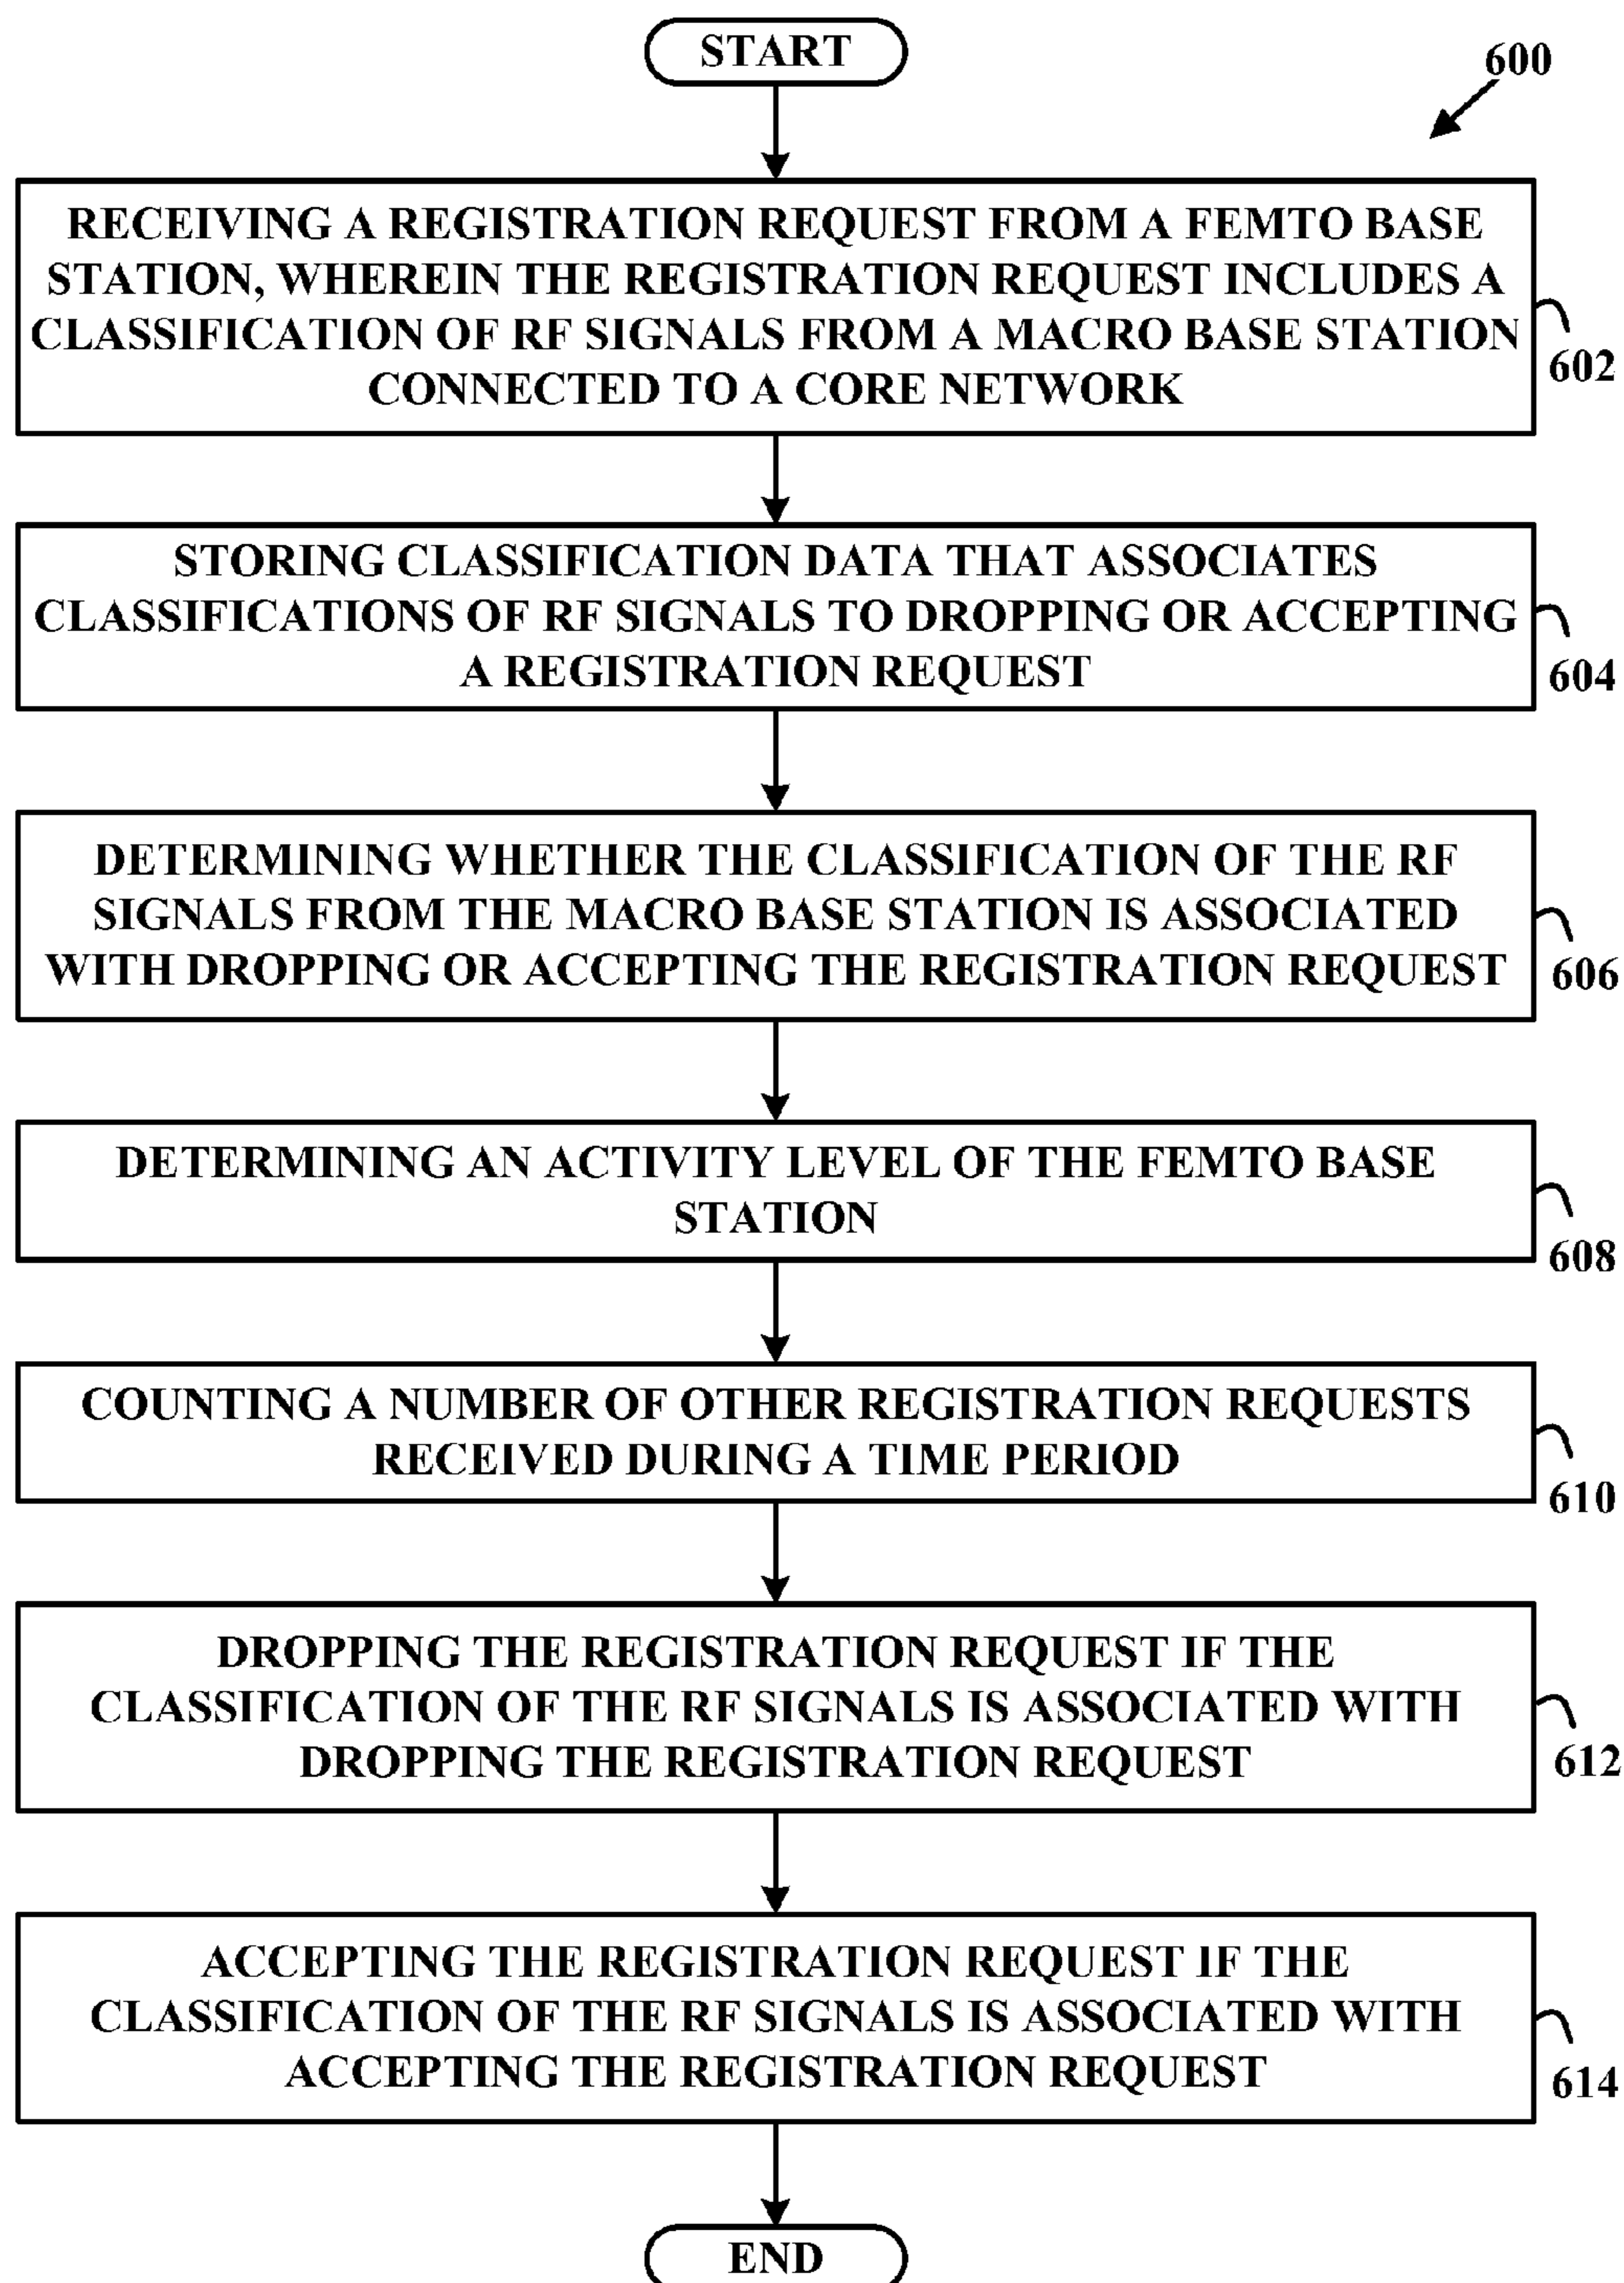 START
600
RECEIVING A REGISTRATION REQUEST FROM A FEMTO BASE
STATION, WHEREIN THE REGISTRATION REQUEST INCLUDES A
CLASSIFICATION OF RF SIGNALS FROM A MACRO BASE STATION
CONNECTED TO A CORE NETWORK
602
STORING CLASSIFICATION DATA THAT ASSOCIATES
CLASSIFICATIONS OF RF SIGNALS TO DROPPING OR ACCEPTING
A REGISTRATION REQUEST
604
DETERMINING WHETHER THE CLASSIFICATION OF THE RF
SIGNALS FROM THE MACRO BASE STATION IS ASSOCIATED
WITH DROPPING OR ACCEPTING THE REGISTRATION REQUEST
606
DETERMINING AN ACTIVITY LEVEL OF THE FEMTO BASE
STATION
608
COUNTING A NUMBER OF OTHER REGISTRATION REQUESTS
RECEIVED DURING A TIME PERIOD
610
DROPPING THE REGISTRATION REQUEST IF THE
CLASSIFICATION OF THE RF SIGNALS IS ASSOCIATED WITH
DROPPING THE REGISTRATION REQUEST
612
ACCEPTING THE REGISTRATION REQUEST IF THE
CLASSIFICATION OF THE RF SIGNALS IS ASSOCIATED WITH
ACCEPTING THE REGISTRATION REQUEST
614
END